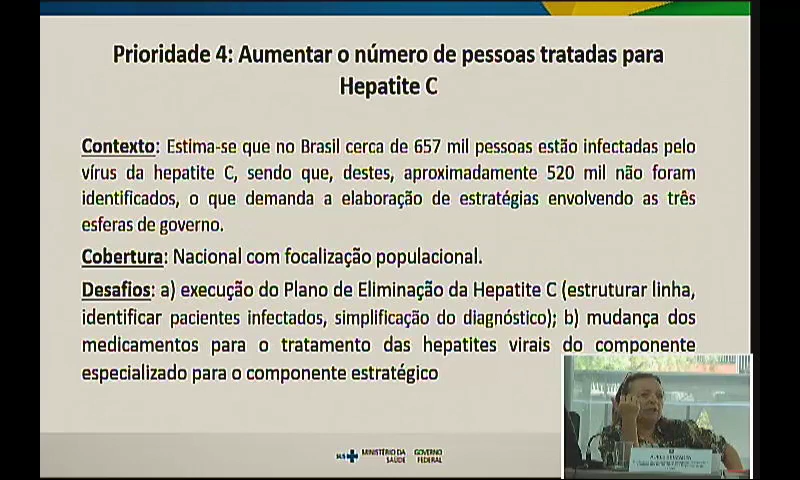 Prioridade 4: Aumentar o número de pessoas tratadas para
Hepatite C
Contexto: Estima-se que no Brasil cerca de 657 mil pessoas estão infectadas pelo
vírus da hepatite C, sendo que, destes, aproximadamente 520 mil não foram
identificados, o que demanda a elaboração de estratégias envolvendo as três
esferas de governo.
Cobertura: Nacional com focalização populacional.
Desafios: a) execução do Plano de Eliminação da Hepatite C (estruturar linha,
identificar pacientes infectados, simplificação do diagnóstico); b) mudança dos
medicamentos para o tratamento das hepatites virais do componente
especializado para o componente estratégico
SUS MINISTÉRIO DA SAÚDE GOVERNO FEDERAL